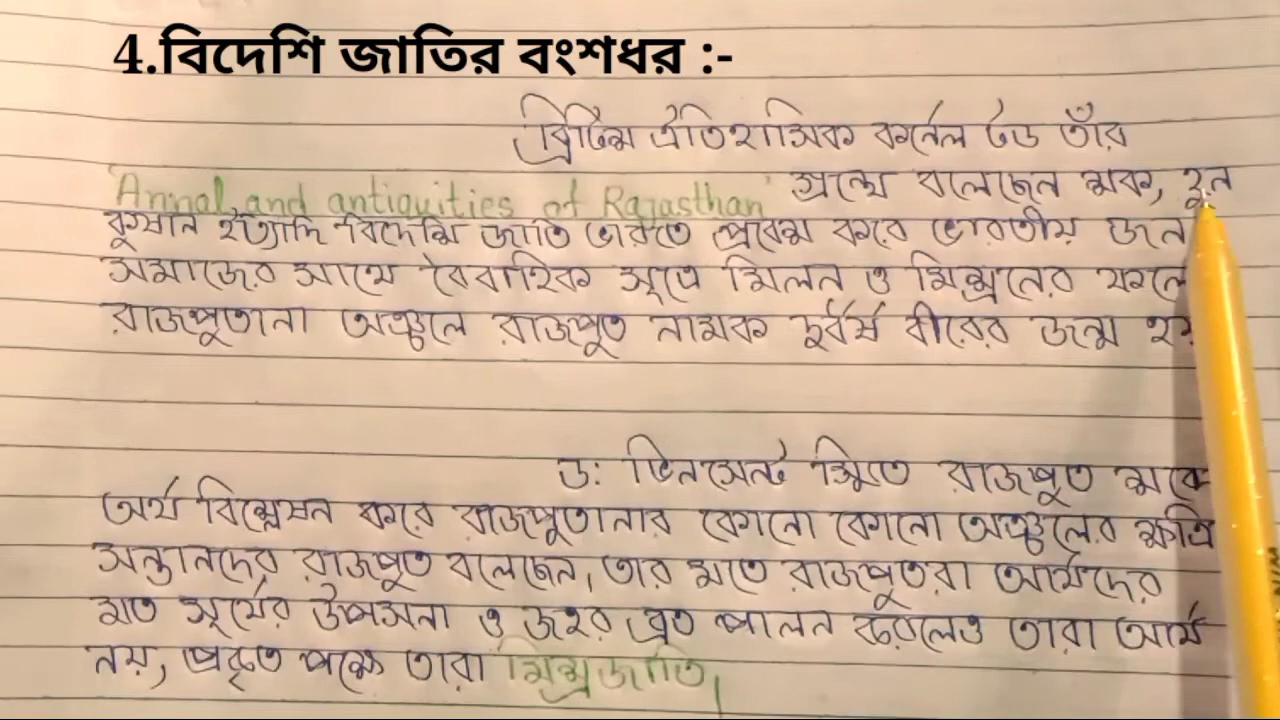 4.বিদেশি জাতির বংশধর :-
ব্রিটিশ ঐতিহাসিক কর্নেল টড তাঁর
'Annal and antiquities of Rajasthan' গ্রন্থে বলেছেন শক, হুন
কুষান ইত্যাদি বিদেশি জাতি ভারতে প্রবেশ করে ভারতীয় জন
সমাজের সাথে বৈবাহিক সূত্রে মিলন ও মিশ্রনের ফলে
রাজপুতানা অঞ্চলে রাজপুত নামক দুর্ধর্ষ বীরের জন্ম হয়
ড: ভিনসেন্ট স্মিতে রাজপুত শব্দে
অর্থ বিশ্লেষন করে রাজপুতানার কোনো কোনো অঞ্চলের ক্ষত্রি
সন্তানদের রাজপুত বলেছেন, তার মতে রাজপুতরা আর্যদের
মত সূর্যের উপসনা ও জহর ব্রত পালন করলেও তারা আর্য
নয়, প্রকৃত পক্ষে তারা মিশ্রজাতি,